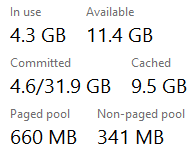 In use Available
4.3 GB 11.4 GB
Committed Cached
4.6/31.9 GB 9.5 GB
Paged pool Non-paged pool
660 MB 341 MB